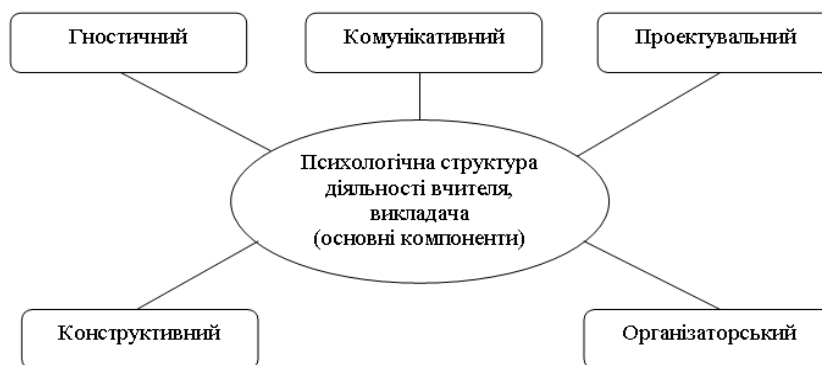 Гностичний
Комунікативний
Проектувальний
Психологічна структура
діяльності вчителя,
викладача
(основні компоненти)
Конструктивний
Організаторський